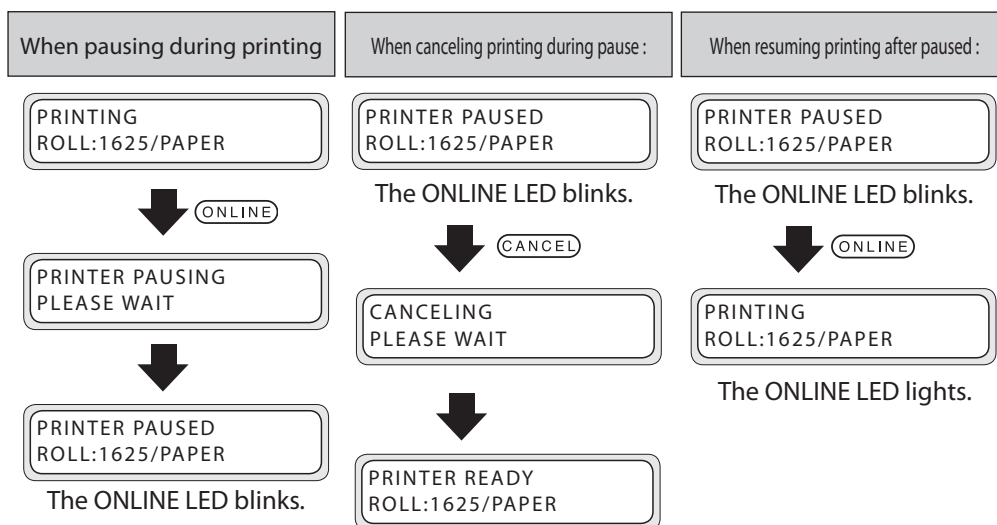 When pausing during printing
PRINTING
ROLL:1625/PAPER
ONLINE
PRINTER PAUSING
PLEASE WAIT
PRINTER PAUSED
ROLL:1625/PAPER
The ONLINE LED blinks.
When canceling printing during pause :
PRINTER PAUSED
ROLL:1625/PAPER
The ONLINE LED blinks.
CANCEL
CANCELING
PLEASE WAIT
PRINTER READY
ROLL:1625/PAPER
When resuming printing after paused :
PRINTER PAUSED
ROLL:1625/PAPER
The ONLINE LED blinks.
ONLINE
PRINTING
ROLL:1625/PAPER
The ONLINE LED lights.